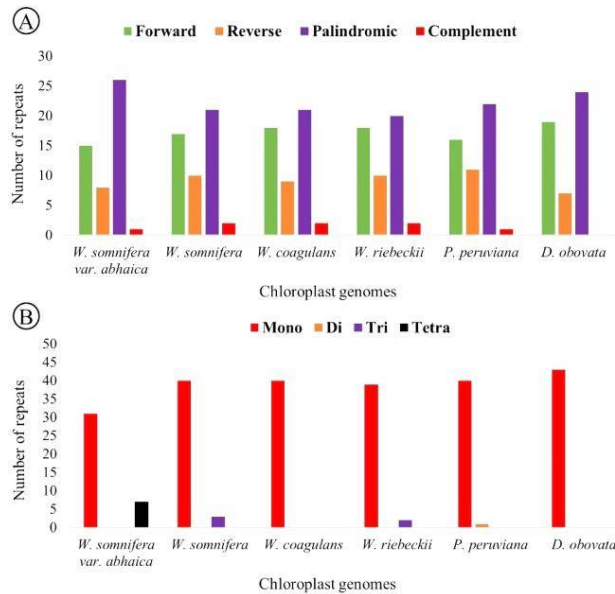 A
Forward Reverse Palindromic Complement
Number of repeats
30
25
20
15
10
5
0
W. somnifera var. abhaica
W. somnifera
W. coagulans
W. riebeckii
P. peruviana
D. obovata
Chloroplast genomes
B
Mono Di Tri Tetra
Number of repeats
50
45
40
35
30
25
20
15
10
5
0
W. somnifera var. abhaica
W. somnifera
W. coagulans
W. riebeckii
P. peruviana
D. obovata
Chloroplast genomes